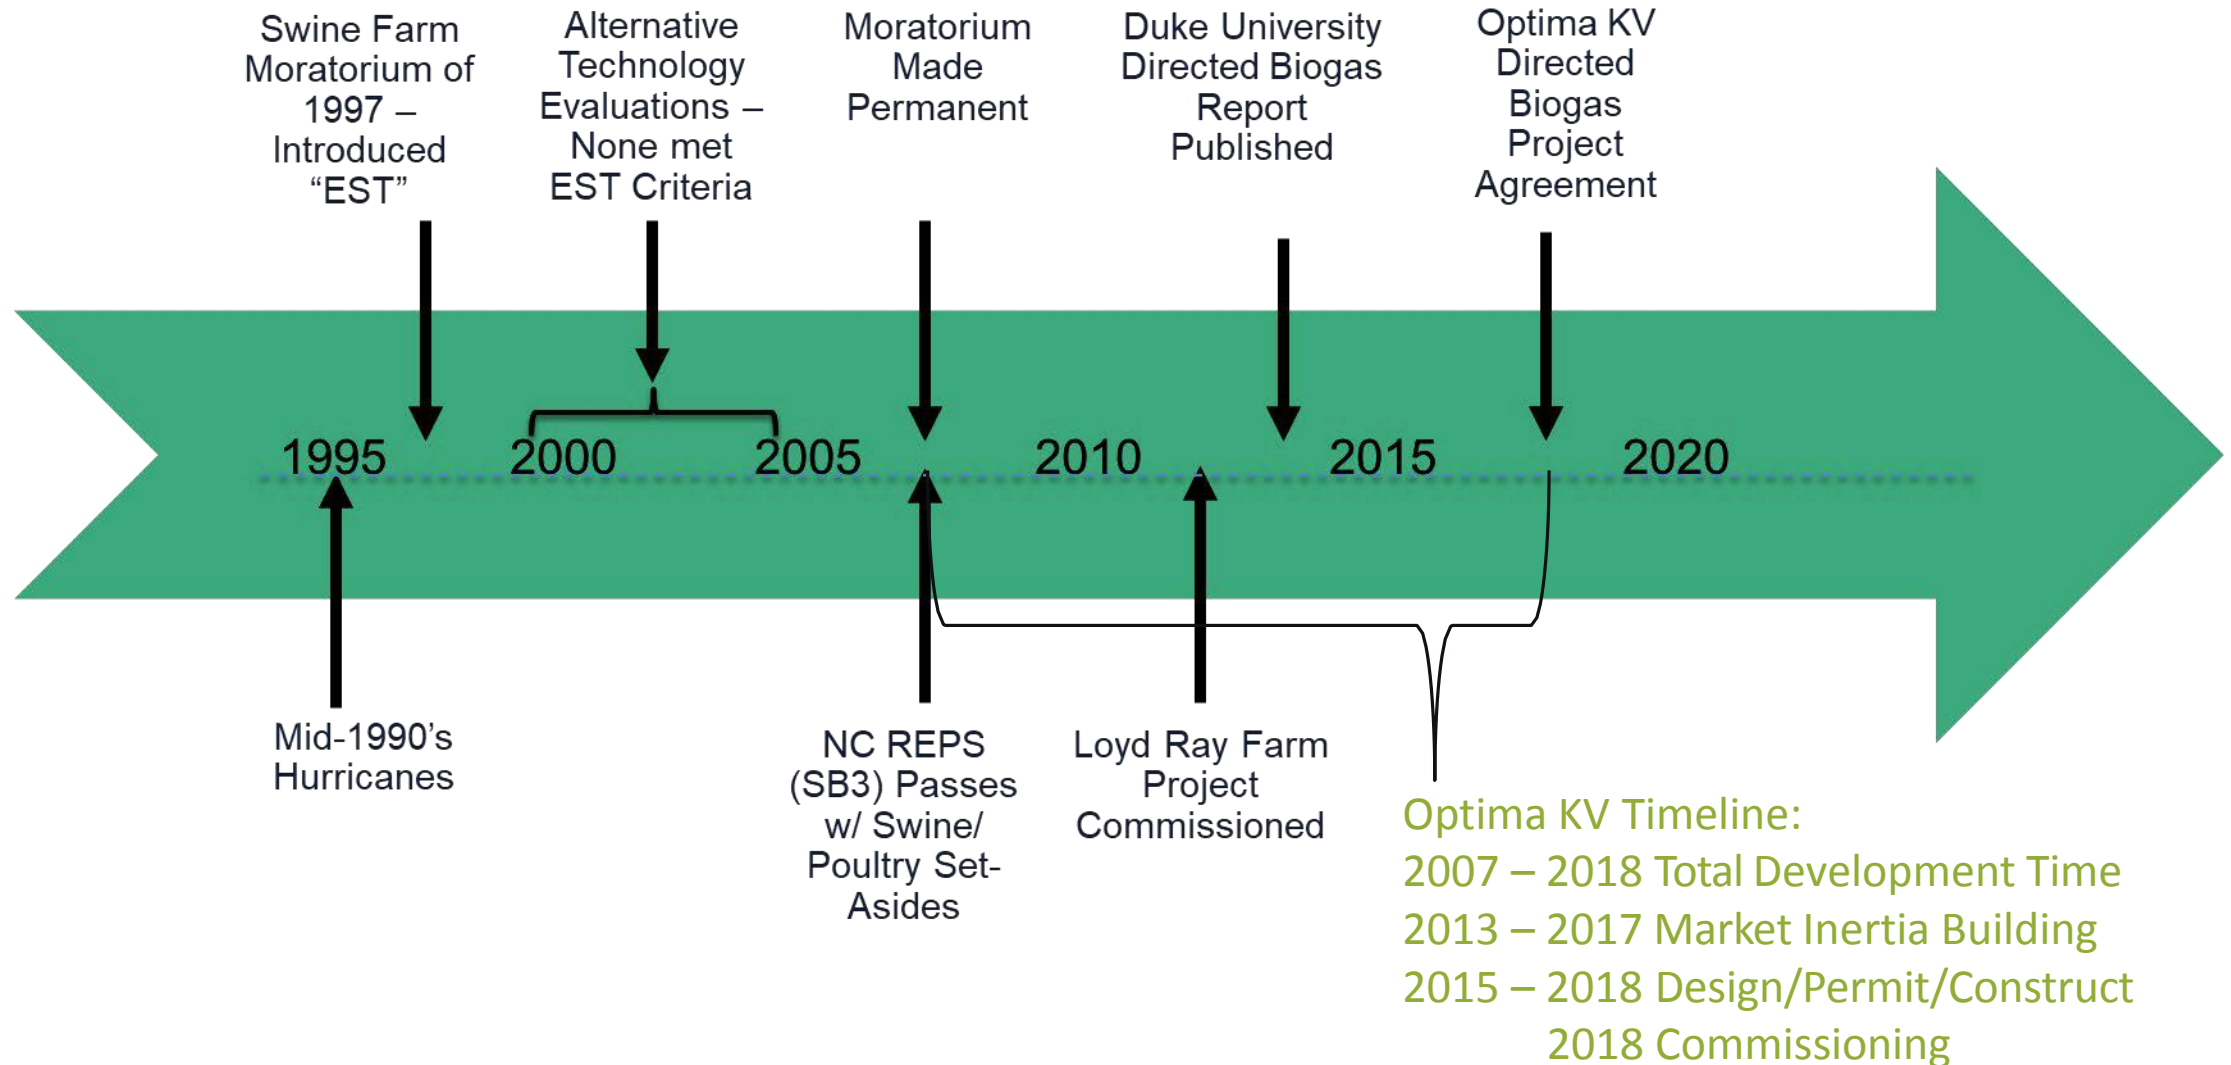 Swine Farm
Moratorium of
1997 –
Introduced
“EST”
Alternative
Technology
Evaluations –
None met
EST Criteria
Moratorium
Made
Permanent
Duke University
Directed Biogas
Report
Published
Optima KV
Directed
Biogas
Project
Agreement
1995
2000
2005
2010
2015
2020
Mid-1990’s
Hurricanes
NC REPS
(SB3) Passes
w/ Swine/
Poultry Set-
Asides
Loyd Ray Farm
Project
Commissioned
Optima KV Timeline:
2007 – 2018 Total Development Time
2013 – 2017 Market Inertia Building
2015 – 2018 Design/Permit/Construct
2018 Commissioning